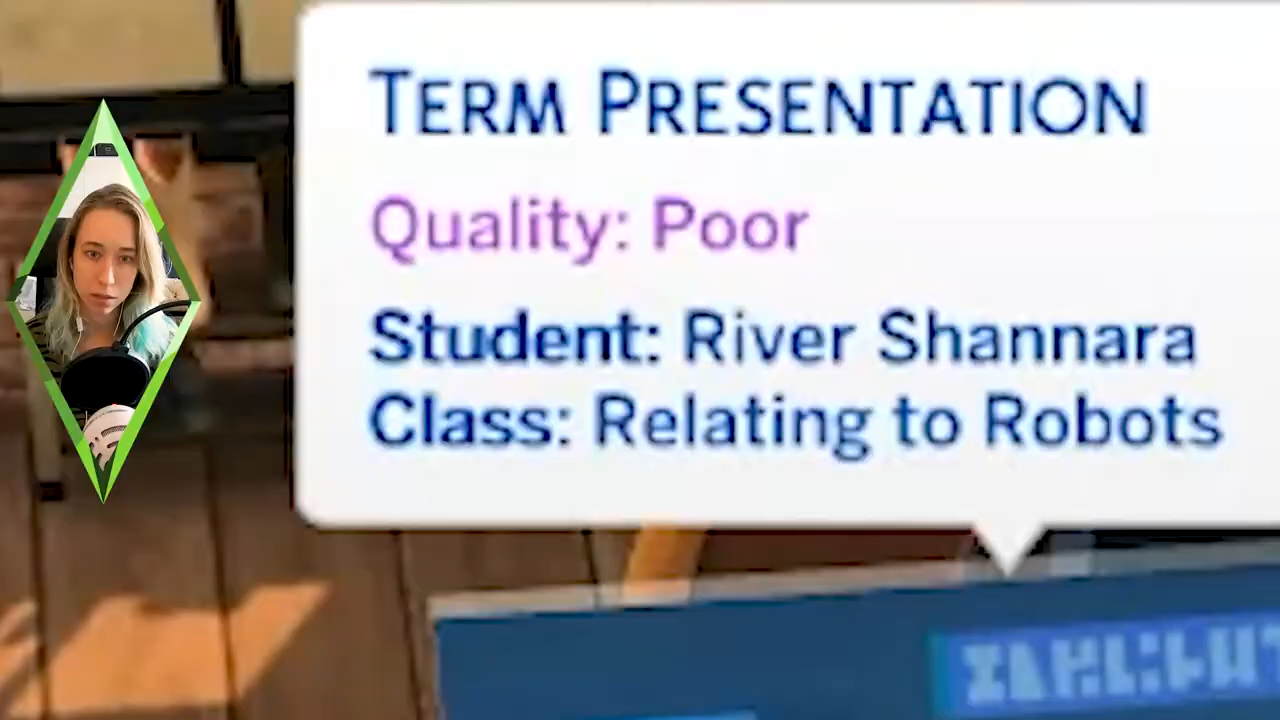 TERM PRESENTATION
Quality: Poor
Student: River Shannara
Class: Relating to Robots